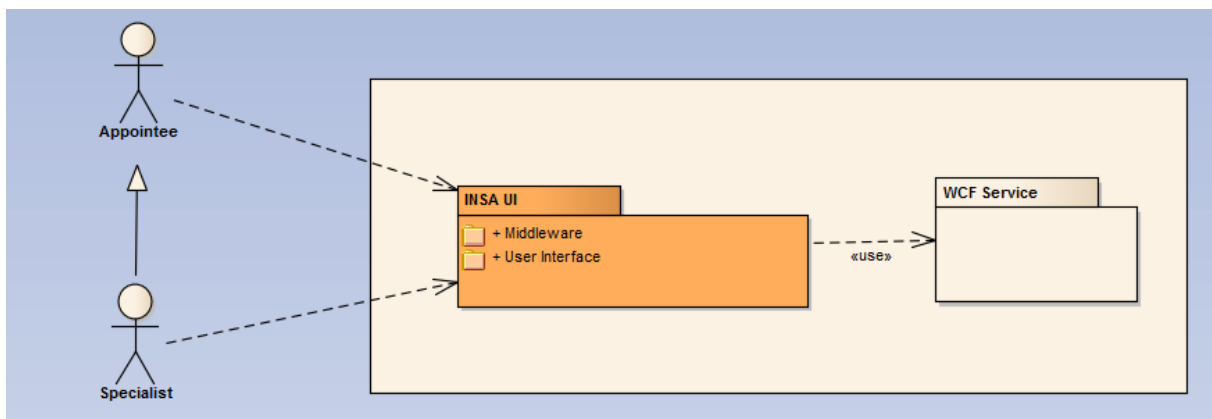 Appointee
INSA UI
+ Middleware
+ User Interface
WCF Service
«use»
Specialist